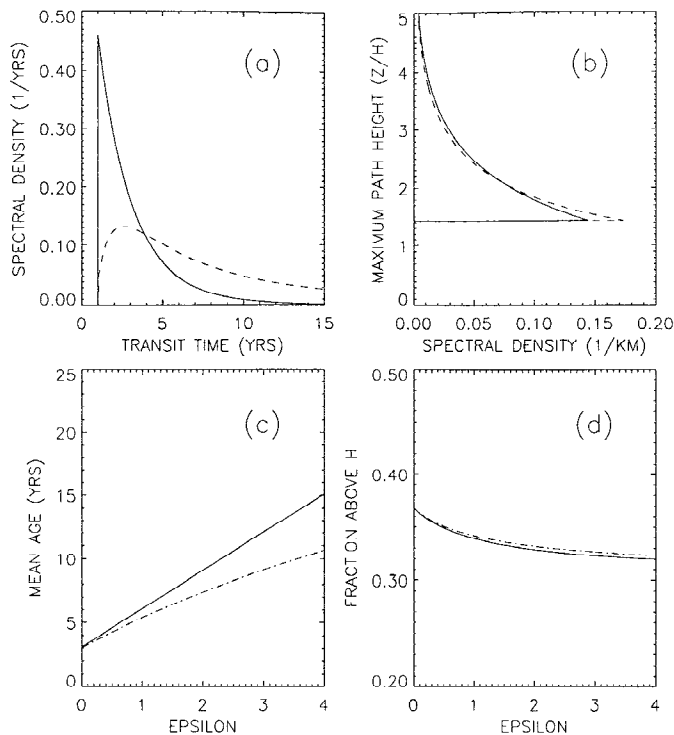 (a)
SPECTRAL DENSITY (1/YRS)
0.50
0.40
0.30
0.20
0.10
0.00
0 5 10 15
TRANSIT TIME (YRS)
(b)
MAXIMUM PATH HEIGHT (Z/H)
5
4
3
2
1
0
0.00 0.05 0.10 0.15 0.20
SPECTRAL DENSITY (1/KM)
(c)
MEAN AGE (YRS)
25
20
15
10
5
0
0 1 2 3 4
EPSILON
(d)
FRACTION ABOVE H
0.50
0.40
0.30
0.20
0 1 2 3 4
EPSILON